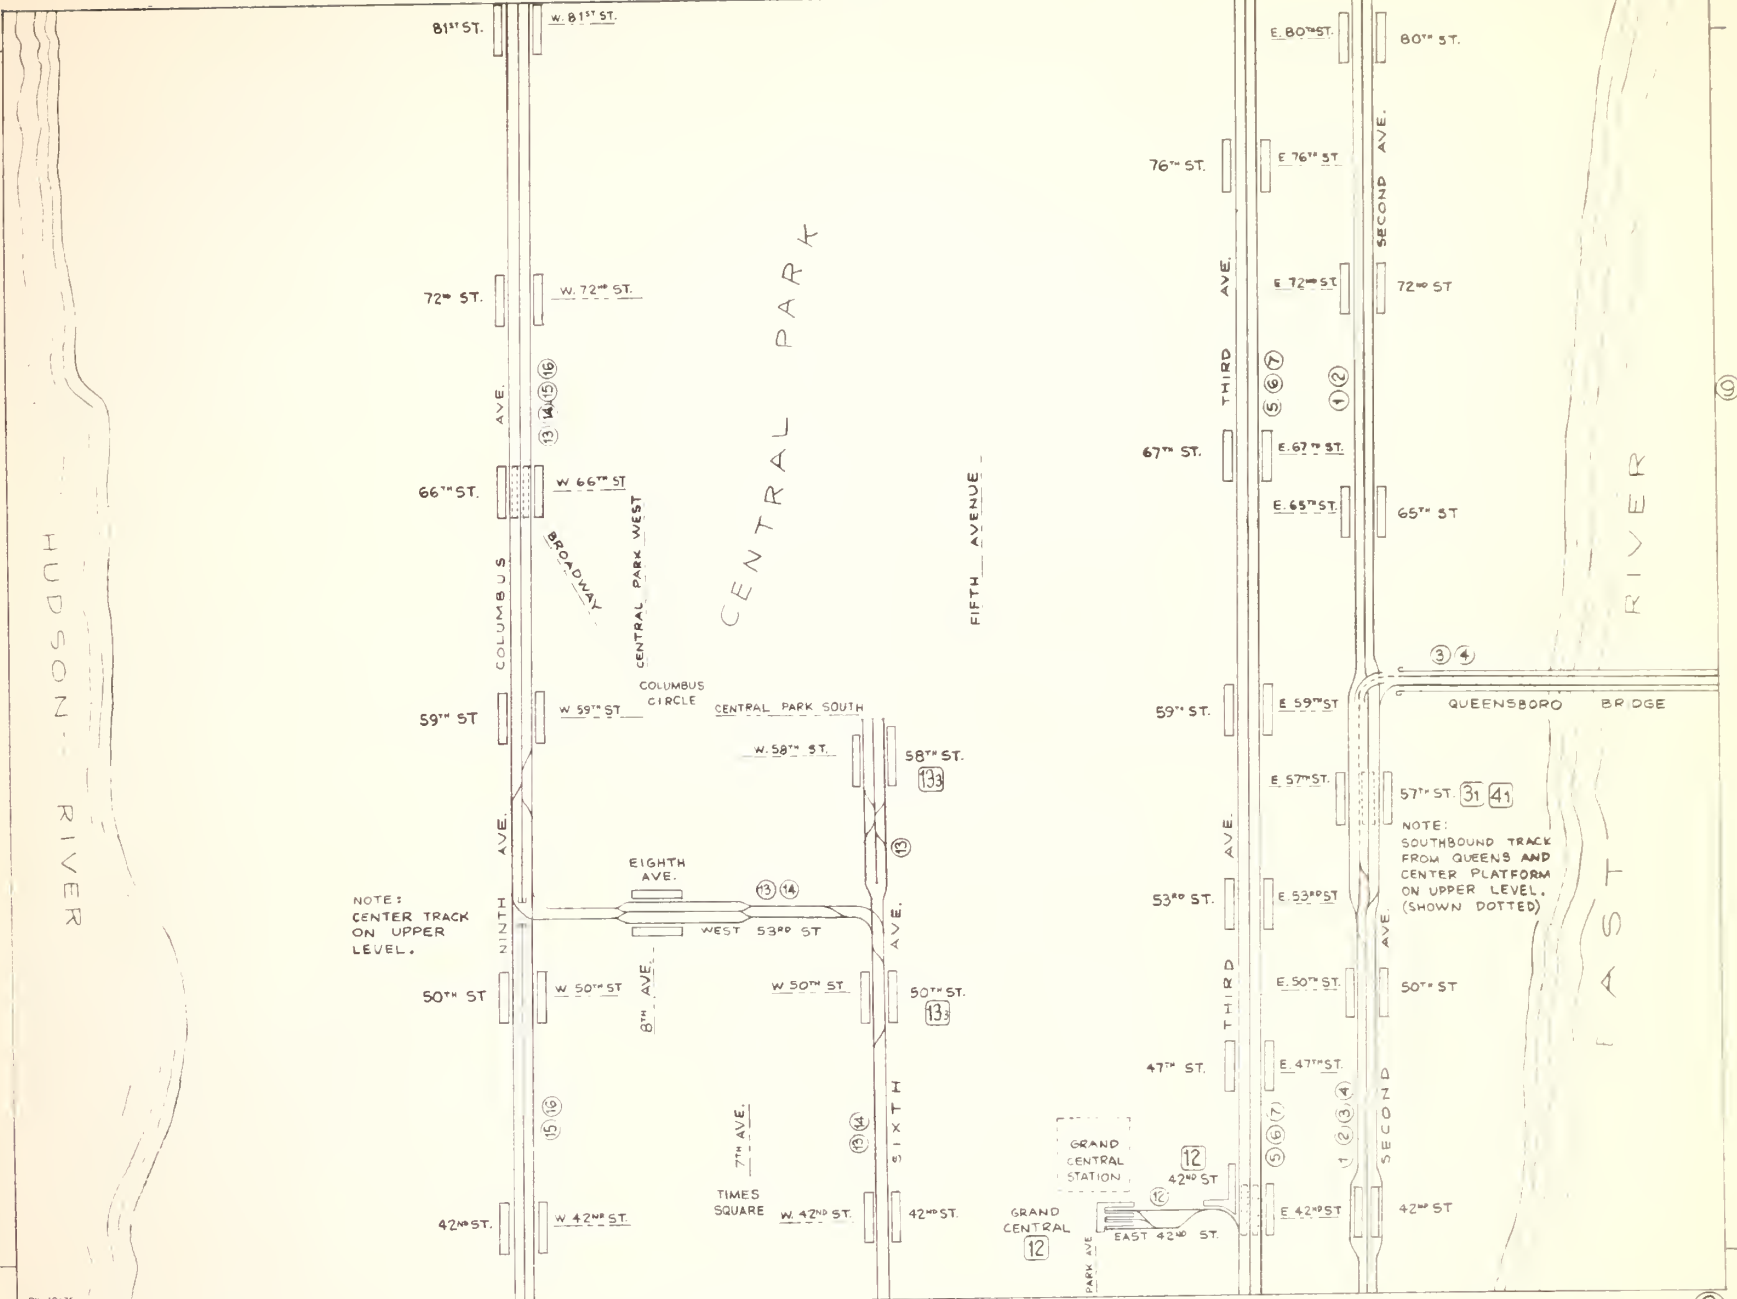 81ST ST.
W. 81ST ST.
E. 80TH ST.
80TH ST.
76TH ST.
E 76TH ST
SECOND AVE.
72ND ST.
W. 72ND ST.
CENTRAL PARK
THIRD AVE.
E 72ND ST
72ND ST
COLUMBUS AVE.
13 14 15 16
5 6 7
1 2
6
67TH ST.
E. 67TH ST.
66TH ST.
W 66TH ST
E. 65TH ST.
65TH ST
BROADWAY
CENTRAL PARK WEST
FIFTH AVENUE
HUDSON RIVER
EAST RIVER
3 4
QUEENSBORO BRIDGE
COLUMBUS
CIRCLE
59TH ST
W 59TH ST
CENTRAL PARK SOUTH
59TH ST.
E 59TH ST
W. 58TH ST.
58TH ST.
133
E 57TH ST.
57TH ST. 31 41
NOTE:
SOUTHBOUND TRACK
FROM QUEENS AND
CENTER PLATFORM
ON UPPER LEVEL.
(SHOWN DOTTED)
13
EIGHTH
AVE.
13 14
WEST 53RD ST
NOTE:
CENTER TRACK
ON UPPER
LEVEL.
NINTH AVE.
53RD ST.
E. 53RD ST
50TH ST
W 50TH ST
8TH AVE.
W 50TH ST
50TH ST.
133
E. 50TH ST.
50TH ST
SIXTH AVE.
THIRD AVE.
SECOND AVE.
47TH ST.
E. 47TH ST.
15 16
7TH AVE.
13 14
5 6 7
1 2 3 4
GRAND
CENTRAL
STATION
12
42ND ST
12
42ND ST.
W 42ND ST.
TIMES
SQUARE
W. 42ND ST.
42ND ST.
GRAND
CENTRAL
12
EAST 42ND ST.
PARK AVE
E 42ND ST
42ND ST